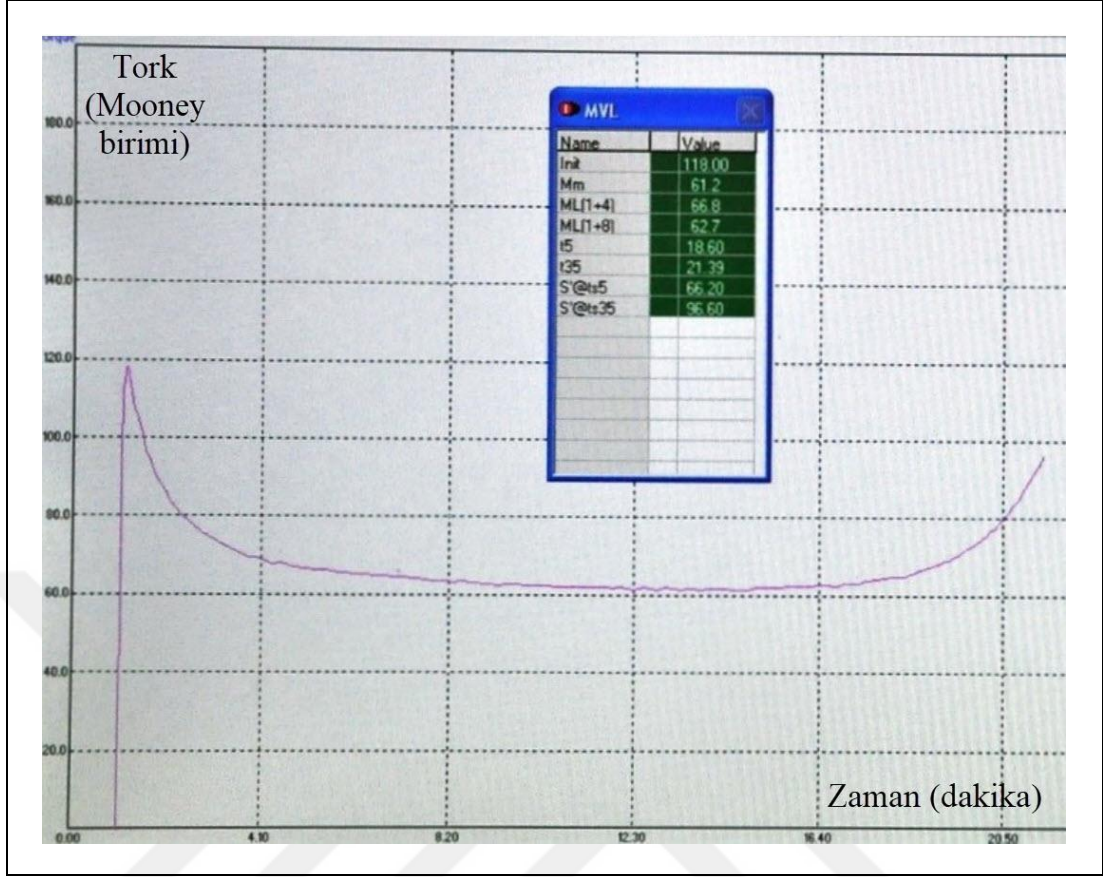 Tork
(Mooney
birimi)
180.0
160.0
140.0
120.0
100.0
80.0
60.0
40.0
20.0
0.00
4.10
8.20
12.30
16.40
20.50
Zaman (dakika)
MVL
Name Value
Init 118.00
Mm 61.2
ML[1+4] 66.8
ML[1+8] 62.7
t5 18.60
t35 21.39
S'@ts5 66.20
S'@ts35 96.60